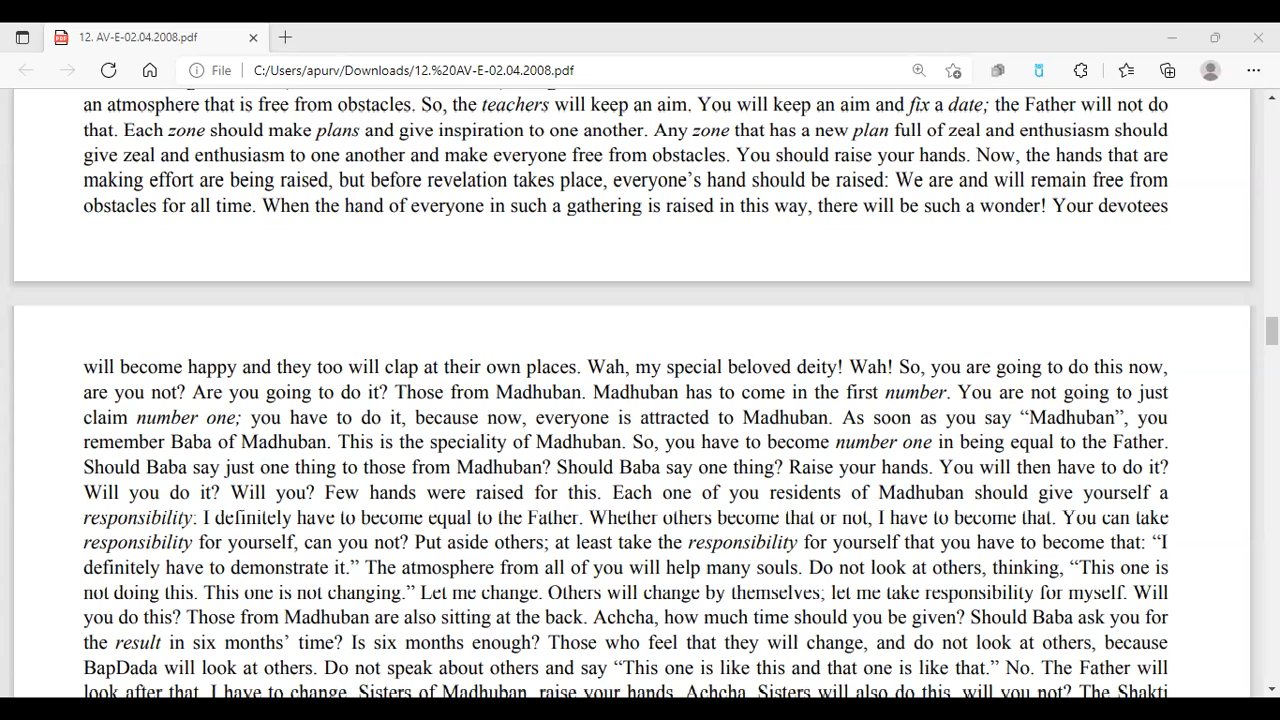 12. AV-E-02.04.2008.pdf
File C:/Users/apurv/Downloads/12.%20AV-E-02.04.2008.pdf
an atmosphere that is free from obstacles. So, the teachers will keep an aim. You will keep an aim and fix a date; the Father will not do
that. Each zone should make plans and give inspiration to one another. Any zone that has a new plan full of zeal and enthusiasm should
give zeal and enthusiasm to one another and make everyone free from obstacles. You should raise your hands. Now, the hands that are
making effort are being raised, but before revelation takes place, everyone’s hand should be raised: We are and will remain free from
obstacles for all time. When the hand of everyone in such a gathering is raised in this way, there will be such a wonder! Your devotees
will become happy and they too will clap at their own places. Wah, my special beloved deity! Wah! So, you are going to do this now,
are you not? Are you going to do it? Those from Madhuban. Madhuban has to come in the first number. You are not going to just
claim number one; you have to do it, because now, everyone is attracted to Madhuban. As soon as you say “Madhuban”, you
remember Baba of Madhuban. This is the speciality of Madhuban. So, you have to become number one in being equal to the Father.
Should Baba say just one thing to those from Madhuban? Should Baba say one thing? Raise your hands. You will then have to do it?
Will you do it? Will you? Few hands were raised for this. Each one of you residents of Madhuban should give yourself a
responsibility: I definitely have to become equal to the Father. Whether others become that or not, I have to become that. You can take
responsibility for yourself, can you not? Put aside others; at least take the responsibility for yourself that you have to become that: “I
definitely have to demonstrate it.” The atmosphere from all of you will help many souls. Do not look at others, thinking, “This one is
not doing this. This one is not changing.” Let me change. Others will change by themselves; let me take responsibility for myself. Will
you do this? Those from Madhuban are also sitting at the back. Achcha, how much time should you be given? Should Baba ask you for
the result in six months’ time? Is six months enough? Those who feel that they will change, and do not look at others, because
BapDada will look at others. Do not speak about others and say “This one is like this and that one is like that.” No. The Father will
look after that, I have to change. Sisters of Madhuban, raise your hands. Achcha. Sisters will also do this, will you not? The Shakti